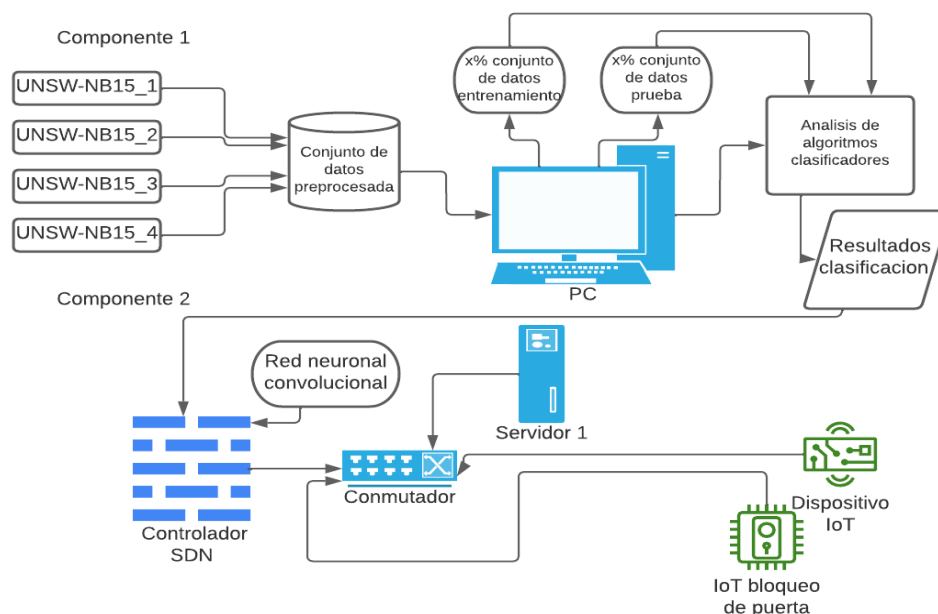 Componente 1
UNSW-NB15_1
UNSW-NB15_2
UNSW-NB15_3
UNSW-NB15_4
Conjunto de
datos
preprocesada
x% conjunto
de datos
entrenamiento
x% conjunto
de datos
prueba
Analisis de
algoritmos
clasificadores
PC
Resultados
clasificacion
Componente 2
Red neuronal
convolucional
Servidor 1
Controlador
SDN
Conmutador
Dispositivo
IoT
IoT bloqueo
de puerta